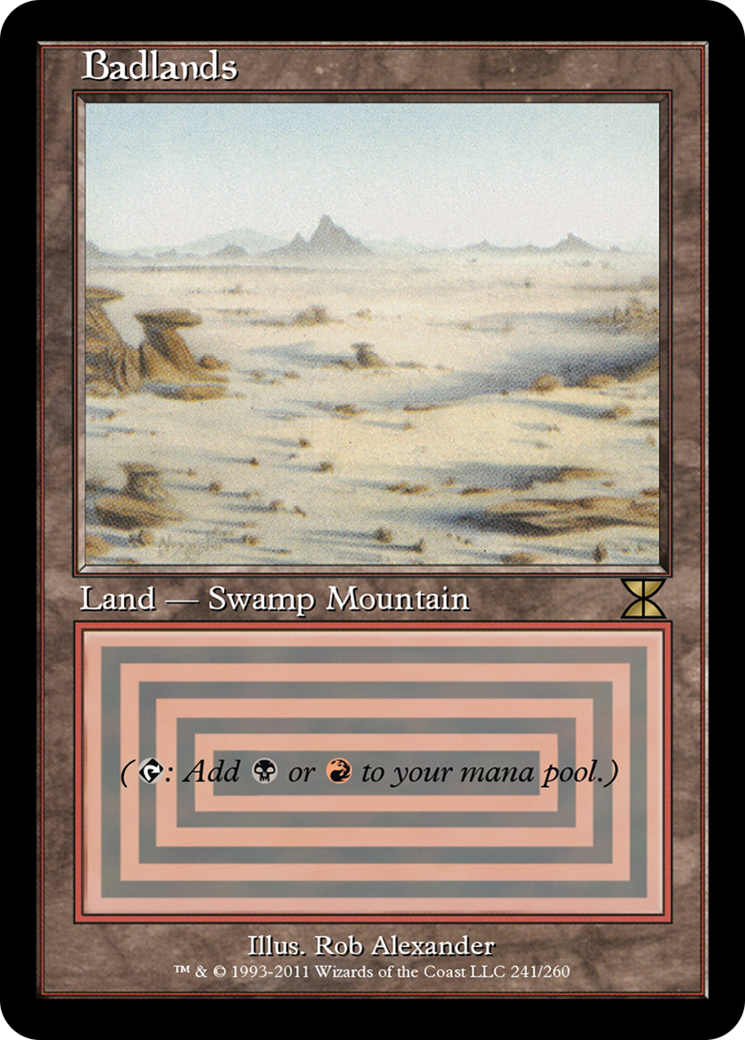 Badlands
Land — Swamp Mountain
( : Add or to your mana pool.)
Illus. Rob Alexander
™ & © 1993-2011 Wizards of the Coast LLC 241/260